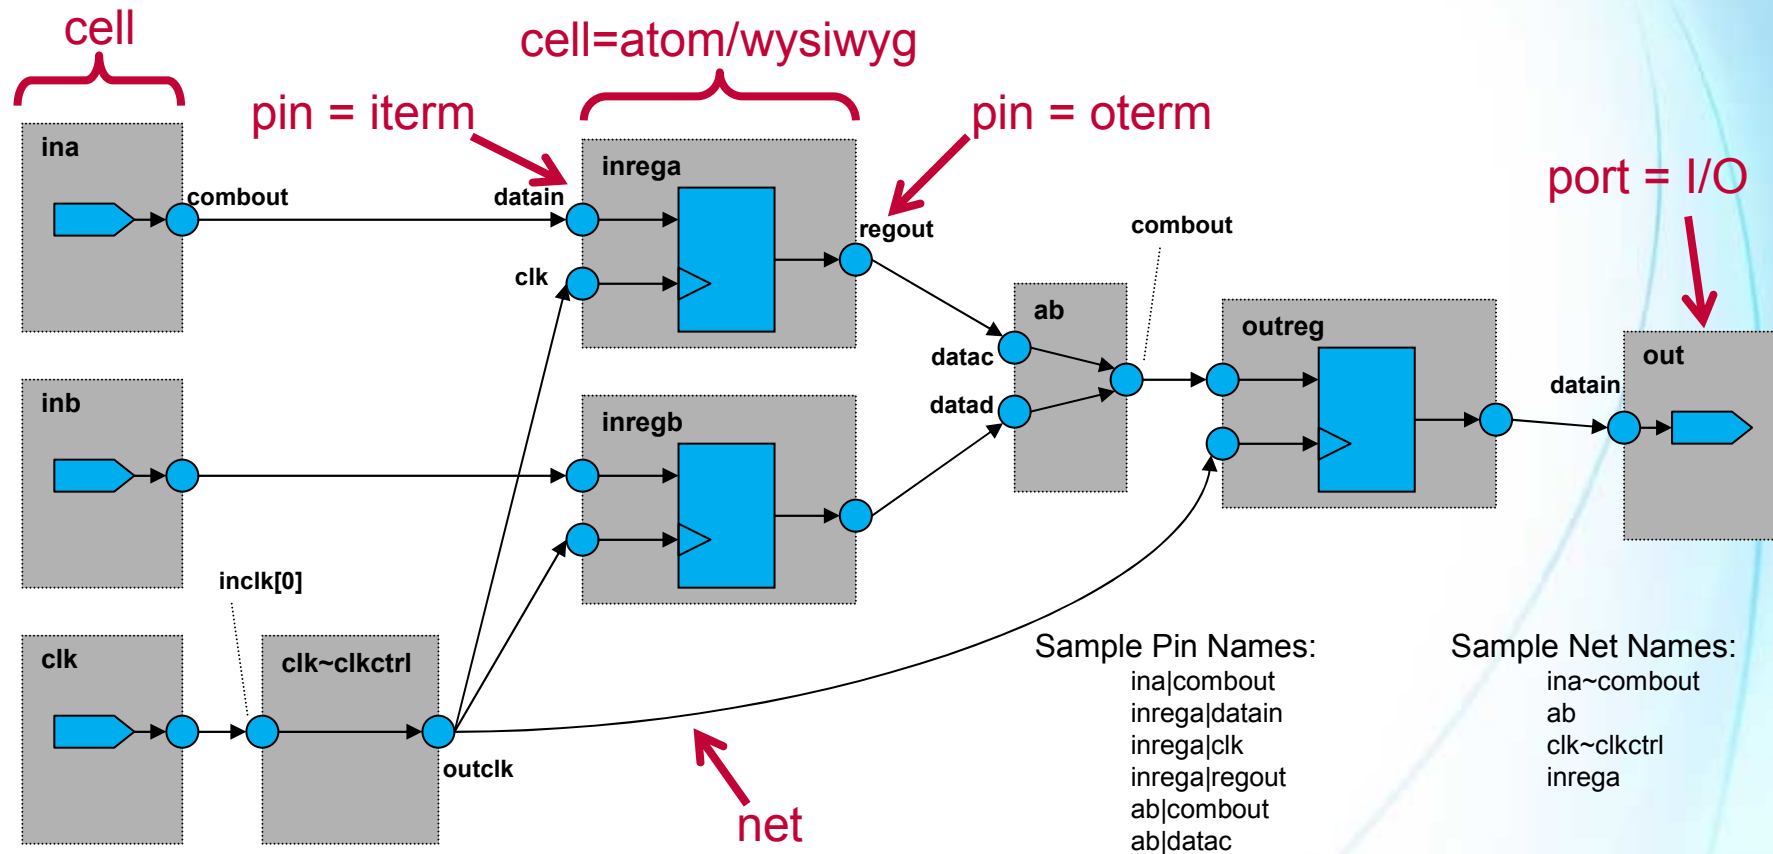 cell
cell=atom/wysiwyg
pin = iterm
pin = oterm
port = I/O
ina
combout
datain
inrega
clk
regout
combout
ab
datac
datad
outreg
out
datain
inb
inregb
inclk[0]
clk
clk~clkctrl
outclk
net
Sample Pin Names:
ina|combout
inrega|datain
inrega|clk
inrega|regout
ab|combout
ab|datac
Sample Net Names:
ina~combout
ab
clk~clkctrl
inrega